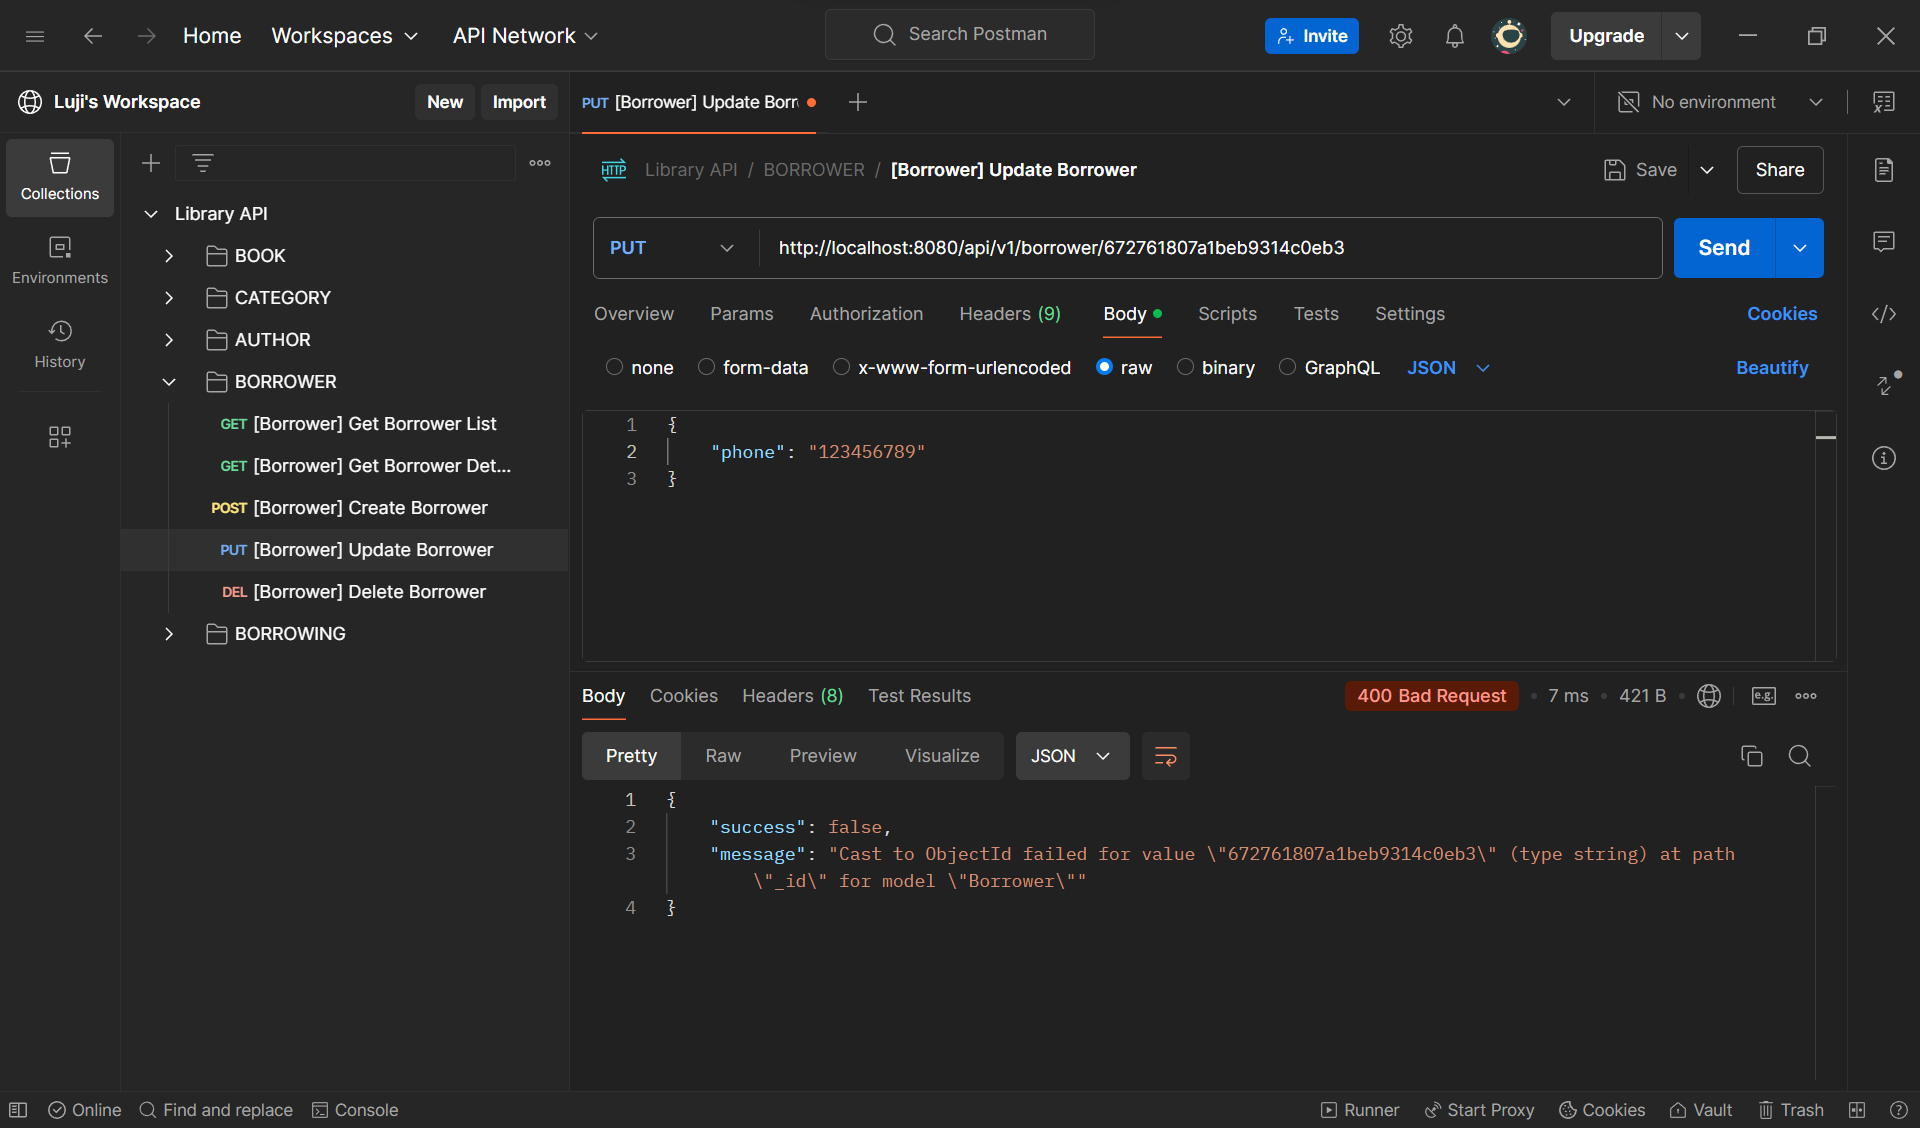 Home
Workspaces
API Network
Search Postman
Invite
Upgrade
Luji's Workspace
New
Import
PUT [Borrower] Update Borr
No environment
Collections
Environments
History
Library API
BOOK
CATEGORY
AUTHOR
BORROWER
GET [Borrower] Get Borrower List
GET [Borrower] Get Borrower Det...
POST [Borrower] Create Borrower
PUT [Borrower] Update Borrower
DEL [Borrower] Delete Borrower
BORROWING
HTTP Library API / BORROWER / [Borrower] Update Borrower
Save
Share
PUT
http://localhost:8080/api/v1/borrower/672761807a1beb9314c0eb3
Send
Overview Params Authorization Headers (9) Body Scripts Tests Settings
Cookies
none form-data x-www-form-urlencoded raw binary GraphQL JSON
Beautify
1 {
2 "phone": "123456789"
3 }
Body Cookies Headers (8) Test Results
400 Bad Request • 7 ms • 421 B •
e.g.
Pretty Raw Preview Visualize JSON
1 {
2 "success": false,
3 "message": "Cast to ObjectId failed for value \"672761807a1beb9314c0eb3\" (type string) at path
\"_id\" for model \"Borrower\""
4 }
Online
Find and replace
Console
Runner
Start Proxy
Cookies
Vault
Trash